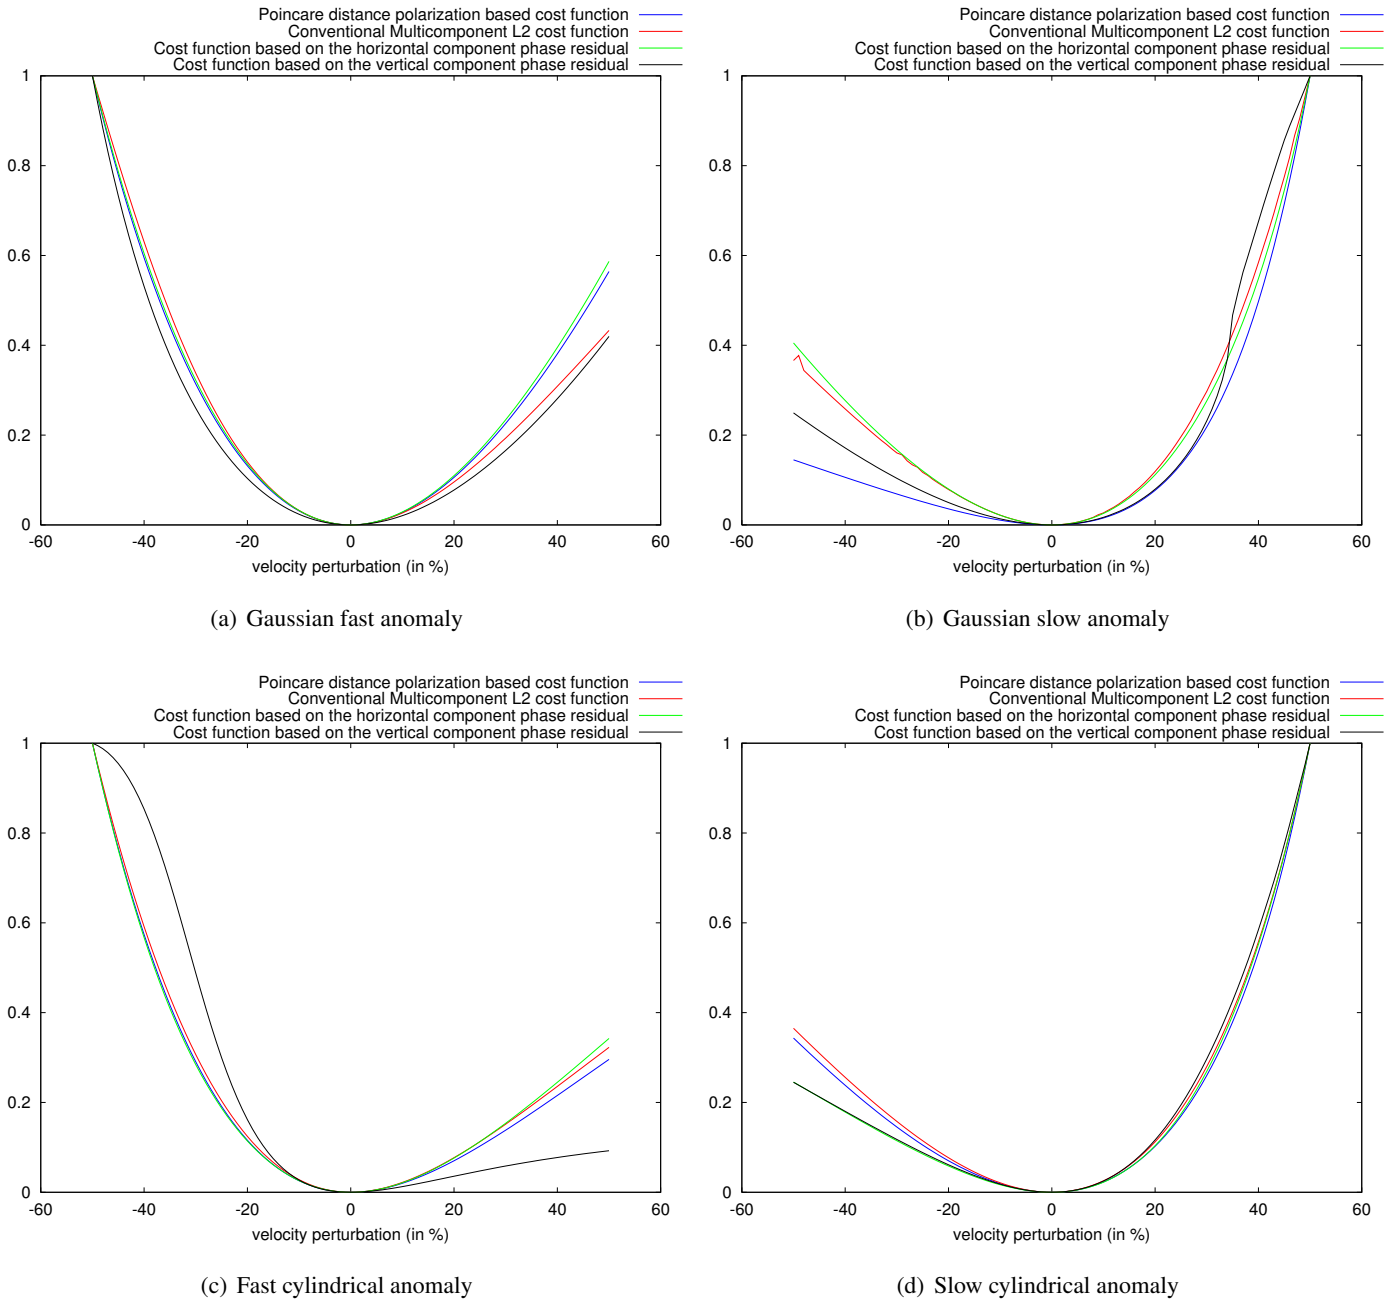 Poincare distance polarization based cost function
Conventional Multicomponent L2 cost function
Cost function based on the horizontal component phase residual
Cost function based on the vertical component phase residual
1
0.8
0.6
0.4
0.2
0
-60 -40 -20 0 20 40 60
velocity perturbation (in %)
(a) Gaussian fast anomaly
Poincare distance polarization based cost function
Conventional Multicomponent L2 cost function
Cost function based on the horizontal component phase residual
Cost function based on the vertical component phase residual
1
0.8
0.6
0.4
0.2
0
-60 -40 -20 0 20 40 60
velocity perturbation (in %)
(b) Gaussian slow anomaly
Poincare distance polarization based cost function
Conventional Multicomponent L2 cost function
Cost function based on the horizontal component phase residual
Cost function based on the vertical component phase residual
1
0.8
0.6
0.4
0.2
0
-60 -40 -20 0 20 40 60
velocity perturbation (in %)
(c) Fast cylindrical anomaly
Poincare distance polarization based cost function
Conventional Multicomponent L2 cost function
Cost function based on the horizontal component phase residual
Cost function based on the vertical component phase residual
1
0.8
0.6
0.4
0.2
0
-60 -40 -20 0 20 40 60
velocity perturbation (in %)
(d) Slow cylindrical anomaly